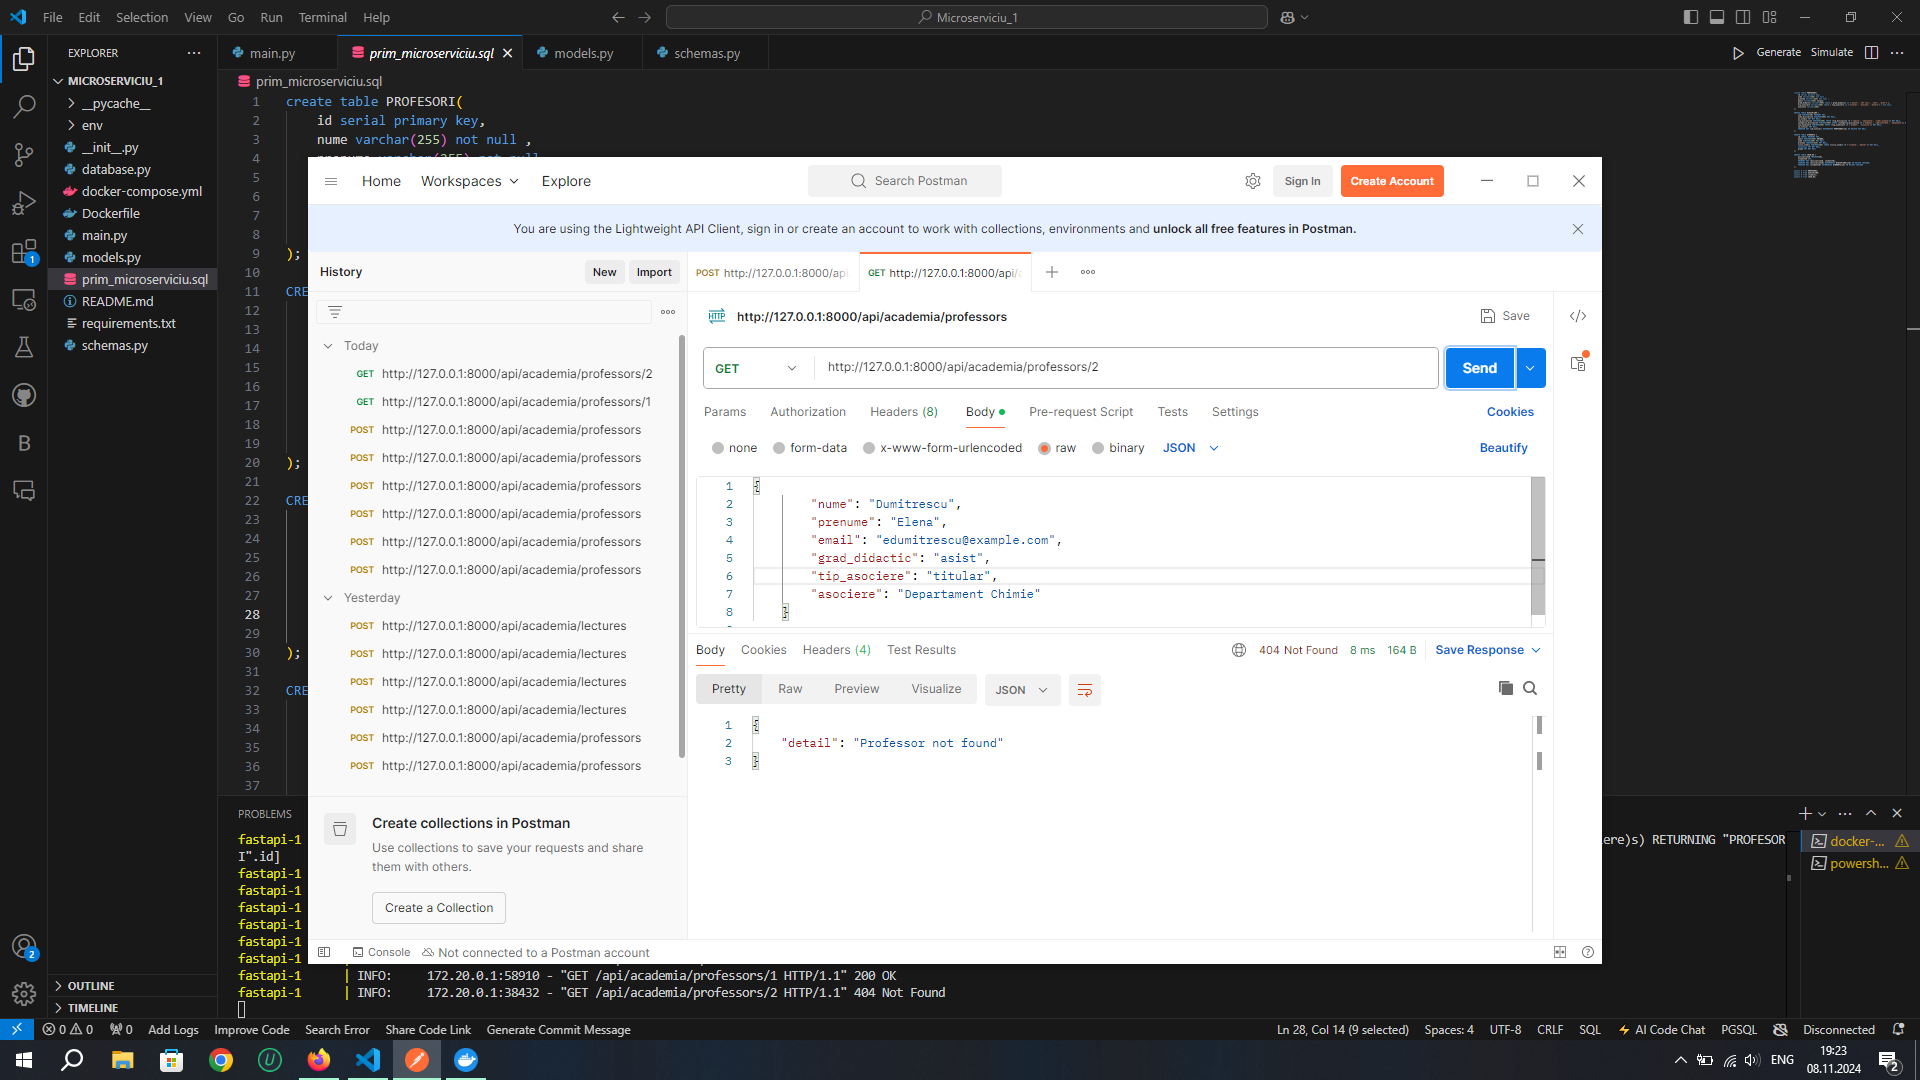 File Edit Selection View Go Run Terminal Help
Microserviciu_1
EXPLORER
MICROSERVICIU_1
__pycache__
env
__init__.py
database.py
docker-compose.yml
Dockerfile
main.py
models.py
prim_microserviciu.sql
README.md
requirements.txt
schemas.py
OUTLINE
TIMELINE
main.py
prim_microserviciu.sql
models.py
schemas.py
Generate Simulate
prim_microserviciu.sql
1 create table PROFESORI(
2 id serial primary key,
3 nume varchar(255) not null ,
4
5
6
7
8
9 );
10
11 CRE
12
13
14
15
16
17
18
19
20 );
21
22 CRE
23
24
25
26
27
28
29
30 );
31
32 CRE
33
34
35
36
37
Home Workspaces Explore
Search Postman
Sign In
Create Account
You are using the Lightweight API Client, sign in or create an account to work with collections, environments and unlock all free features in Postman.
History
New
Import
Today
GET http://127.0.0.1:8000/api/academia/professors/2
GET http://127.0.0.1:8000/api/academia/professors/1
POST http://127.0.0.1:8000/api/academia/professors
POST http://127.0.0.1:8000/api/academia/professors
POST http://127.0.0.1:8000/api/academia/professors
POST http://127.0.0.1:8000/api/academia/professors
POST http://127.0.0.1:8000/api/academia/professors
POST http://127.0.0.1:8000/api/academia/professors
Yesterday
POST http://127.0.0.1:8000/api/academia/lectures
POST http://127.0.0.1:8000/api/academia/lectures
POST http://127.0.0.1:8000/api/academia/lectures
POST http://127.0.0.1:8000/api/academia/lectures
POST http://127.0.0.1:8000/api/academia/professors
POST http://127.0.0.1:8000/api/academia/professors
Create collections in Postman
Use collections to save your requests and share
them with others.
Create a Collection
POST http://127.0.0.1:8000/api
GET http://127.0.0.1:8000/api/
HTTP http://127.0.0.1:8000/api/academia/professors
Save
GET http://127.0.0.1:8000/api/academia/professors/2
Send
Params Authorization Headers (8) Body Pre-request Script Tests Settings
Cookies
none form-data x-www-form-urlencoded raw binary JSON
Beautify
1 {
2 "nume": "Dumitrescu",
3 "prenume": "Elena",
4 "email": "edumitrescu@example.com",
5 "grad_didactic": "asist",
6 "tip_asociere": "titular",
7 "asociere": "Departament Chimie"
8 }
Body Cookies Headers (4) Test Results
404 Not Found 8 ms 164 B Save Response
Pretty Raw Preview Visualize JSON
1 {
2 "detail": "Professor not found"
3 }
Console Not connected to a Postman account
PROBLEMS
fastapi-1
ere)s) RETURNING "PROFESOR
I".id]
fastapi-1
fastapi-1
fastapi-1
fastapi-1
fastapi-1
fastapi-1
fastapi-1 | INFO: 172.20.0.1:58910 - "GET /api/academia/professors/1 HTTP/1.1" 200 OK
fastapi-1 | INFO: 172.20.0.1:38432 - "GET /api/academia/professors/2 HTTP/1.1" 404 Not Found
docker-...
powersh...
0 0 0 Add Logs Improve Code Search Error Share Code Link Generate Commit Message
Ln 28, Col 14 (9 selected) Spaces: 4 UTF-8 CRLF SQL AI Code Chat PGSQL Disconnected
ENG
19:23
08.11.2024
2